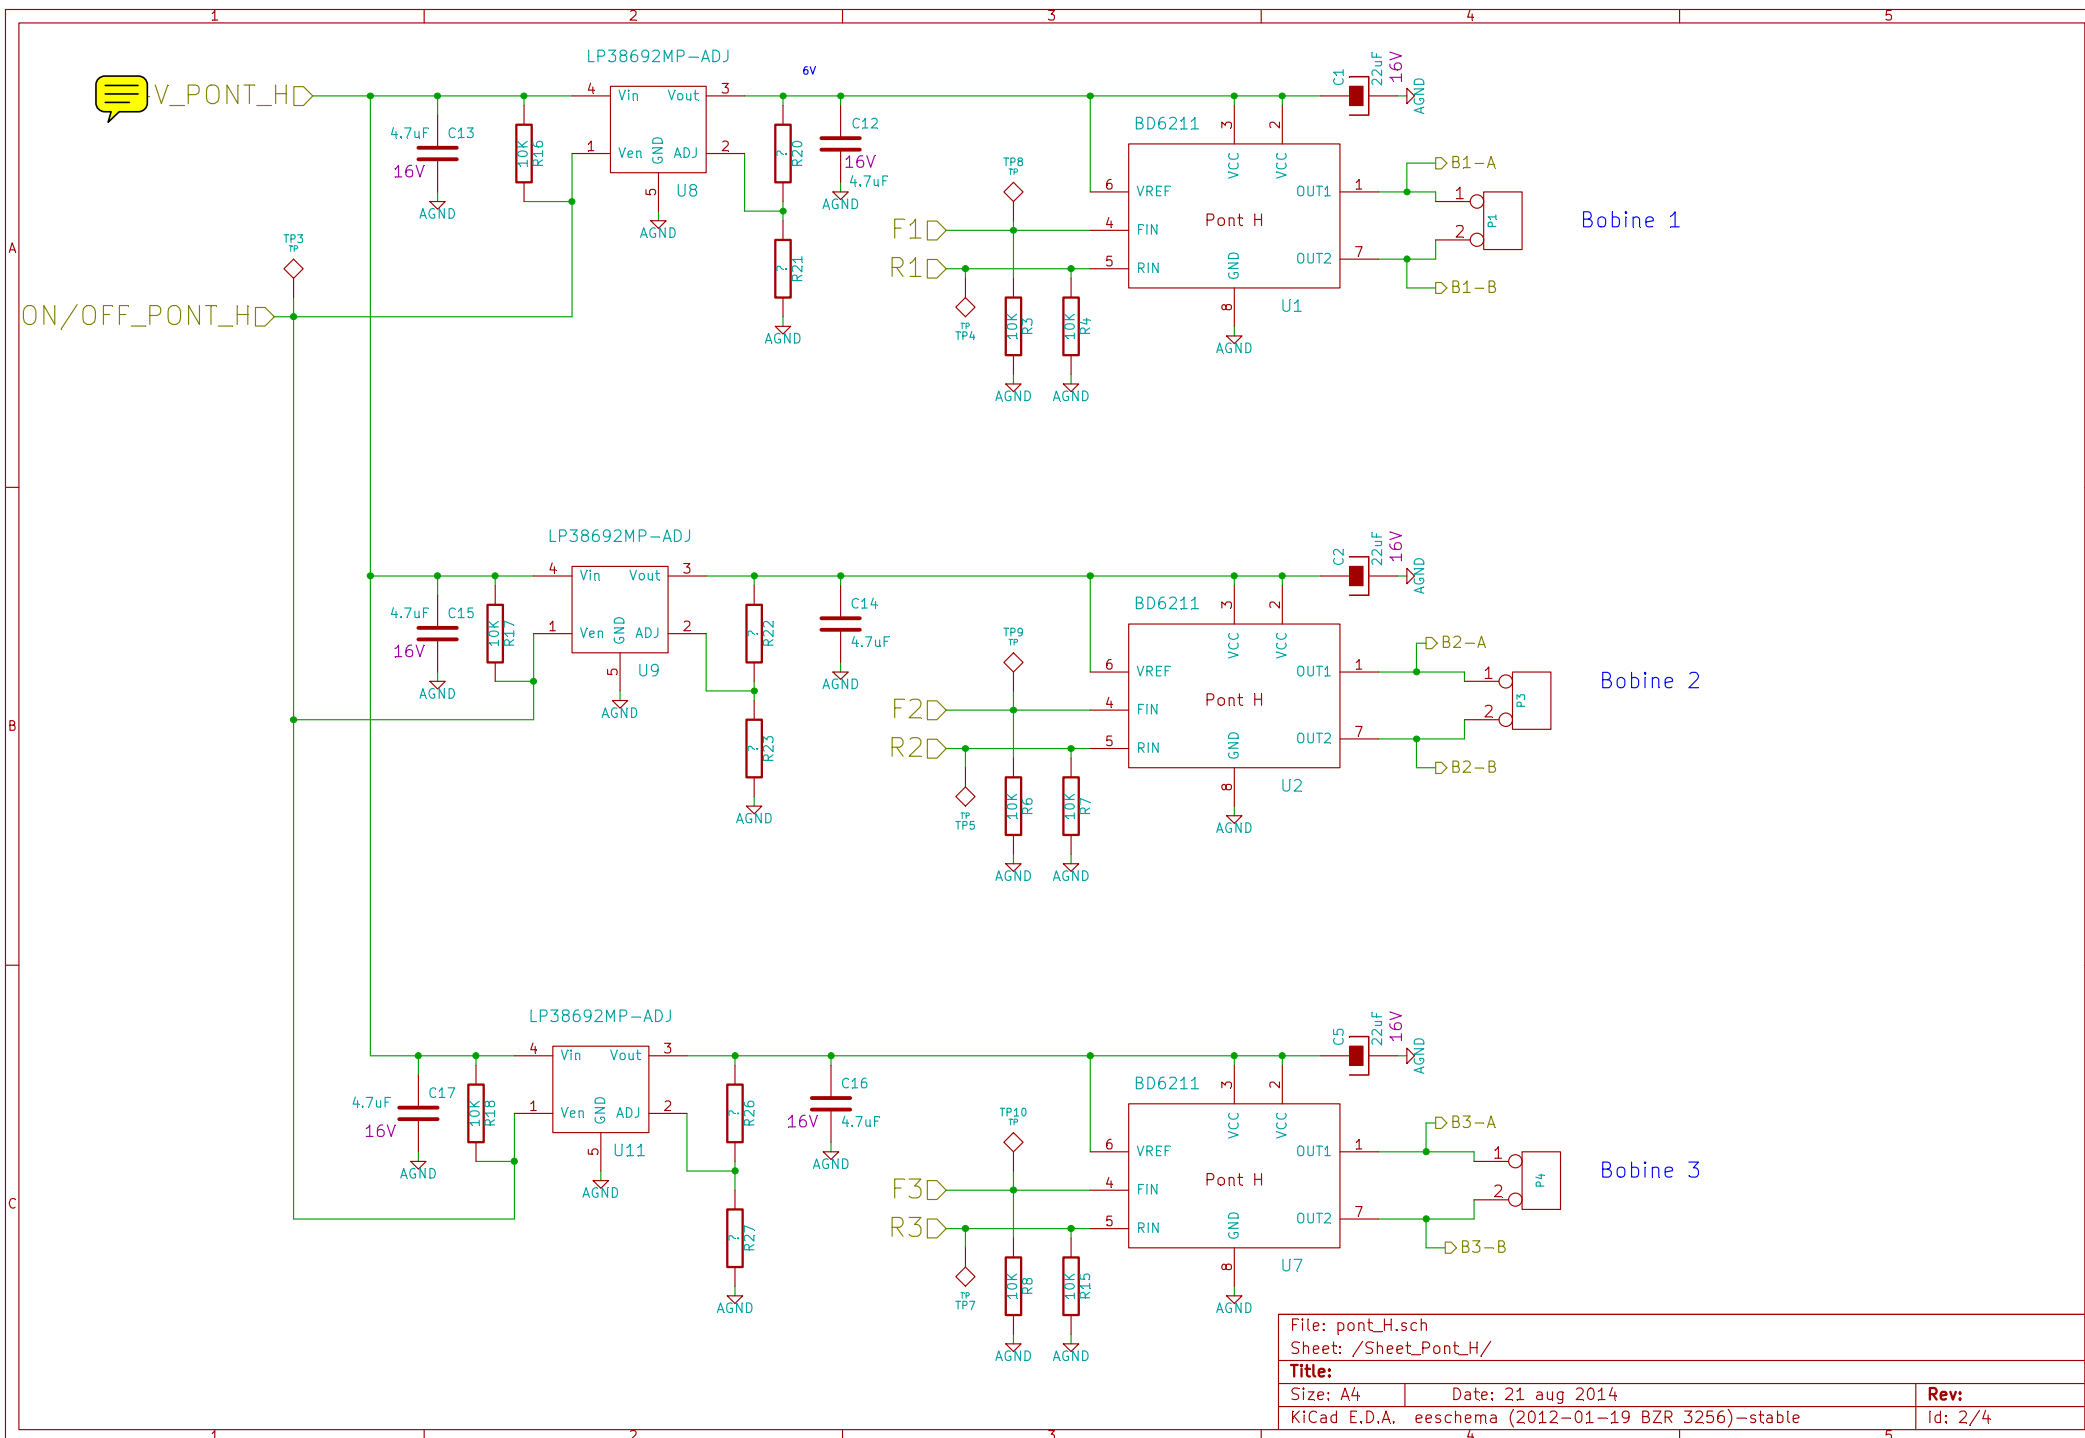 1 2 3 4 5
LP38692MP-ADJ
6V
V_PONT_H
4 Vin Vout 3
1 Ven GND ADJ 2
5
U8
4.7uF C13
16V
AGND
10K R16
AGND
? R20
? R21
AGND
C12
16V
4.7uF
AGND
C1 22uF 16V
AGND
BD6211
3 2
VCC VCC
6 VREF OUT1 1
4 FIN Pont H
5 RIN GND OUT2 7
8
U1
AGND
TP8
TP
F1
R1
TP
TP4
10K R3
10K R4
AGND AGND
B1-A
1
2
P1
B1-B
Bobine 1
A
TP3
TP
ON/OFF_PONT_H
LP38692MP-ADJ
4 Vin Vout 3
1 Ven GND ADJ 2
5
U9
4.7uF C15
16V
AGND
10K R17
AGND
? R22
? R23
AGND
C14
4.7uF
AGND
C2 22uF 16V
AGND
BD6211
3 2
VCC VCC
6 VREF OUT1 1
4 FIN Pont H
5 RIN GND OUT2 7
8
U2
AGND
TP9
TP
F2
R2
TP
TP5
10K R6
10K R7
AGND AGND
B2-A
1
2
P3
B2-B
Bobine 2
B
LP38692MP-ADJ
4 Vin Vout 3
1 Ven GND ADJ 2
5
U11
4.7uF C17
16V
AGND
10K R18
AGND
? R26
? R27
AGND
C16
16V 4.7uF
AGND
C5 22uF 16V
AGND
BD6211
3 2
VCC VCC
6 VREF OUT1 1
4 FIN Pont H
5 RIN GND OUT2 7
8
U7
AGND
TP10
TP
F3
R3
TP
TP7
10K R8
10K R15
AGND AGND
B3-A
1
2
P4
B3-B
Bobine 3
C
File: pont_H.sch
Sheet: /Sheet_Pont_H/
Title:
Size: A4 Date: 21 aug 2014 Rev:
KiCad E.D.A. eeschema (2012-01-19 BZR 3256)-stable Id: 2/4
1 2 3 4 5